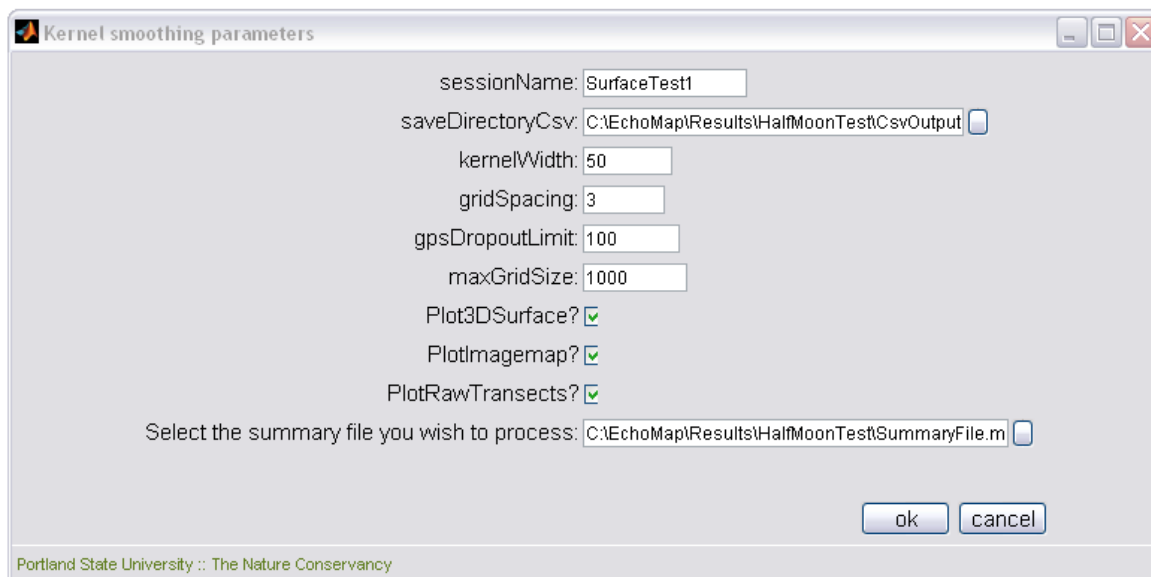 Kernel smoothing parameters
sessionName: SurfaceTest1
saveDirectoryCsv: C:\EchoMap\Results\HalfMoonTest\CsvOutput
kernelWidth: 50
gridSpacing: 3
gpsDropoutLimit: 100
maxGridSize: 1000
Plot3DSurface?
PlotImagemap?
PlotRawTransects?
Select the summary file you wish to process: C:\EchoMap\Results\HalfMoonTest\SummaryFile.m
ok cancel
Portland State University :: The Nature Conservancy